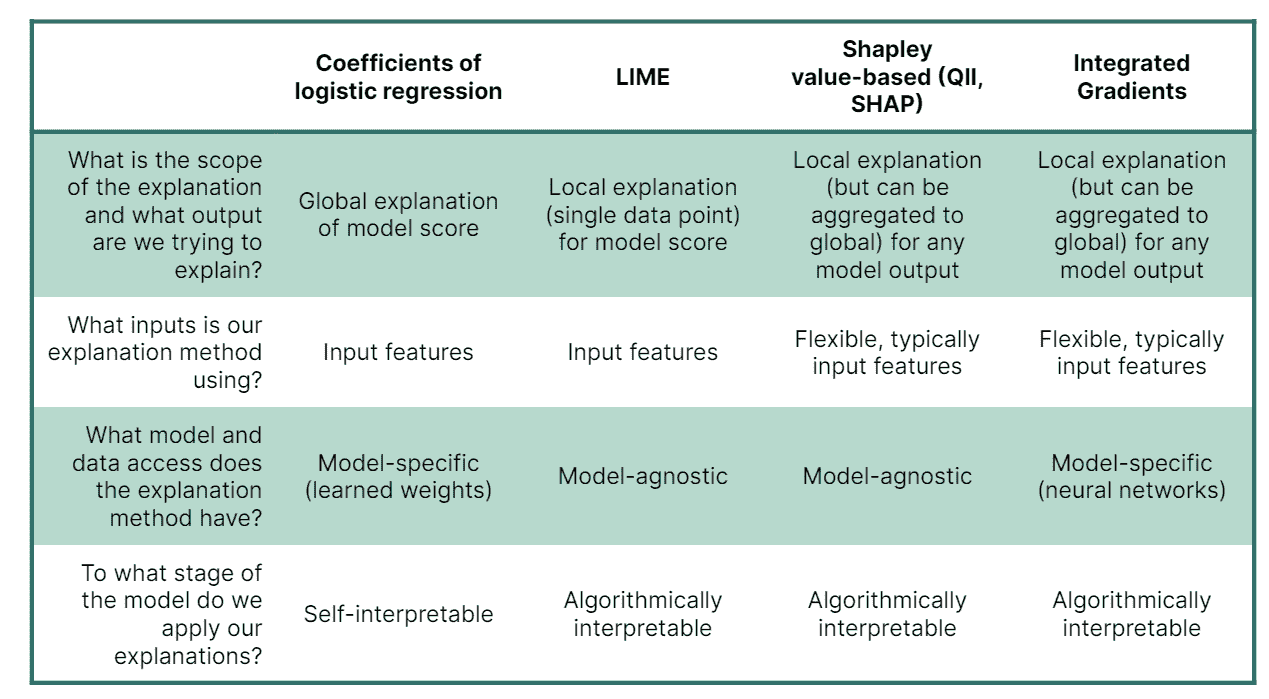 Coefficients of
logistic regression
LIME
Shapley
value-based (QII,
SHAP)
Integrated
Gradients
What is the scope
of the explanation
and what output
are we trying to
explain?
Global explanation
of model score
Local explanation
(single data point)
for model score
Local explanation
(but can be
aggregated to
global) for any
model output
Local explanation
(but can be
aggregated to
global) for any
model output
What inputs is our
explanation method
using?
Input features
Input features
Flexible, typically
input features
Flexible, typically
input features
What model and
data access does
the explanation
method have?
Model-specific
(learned weights)
Model-agnostic
Model-agnostic
Model-specific
(neural networks)
To what stage of
the model do we
apply our
explanations?
Self-interpretable
Algorithmically
interpretable
Algorithmically
interpretable
Algorithmically
interpretable